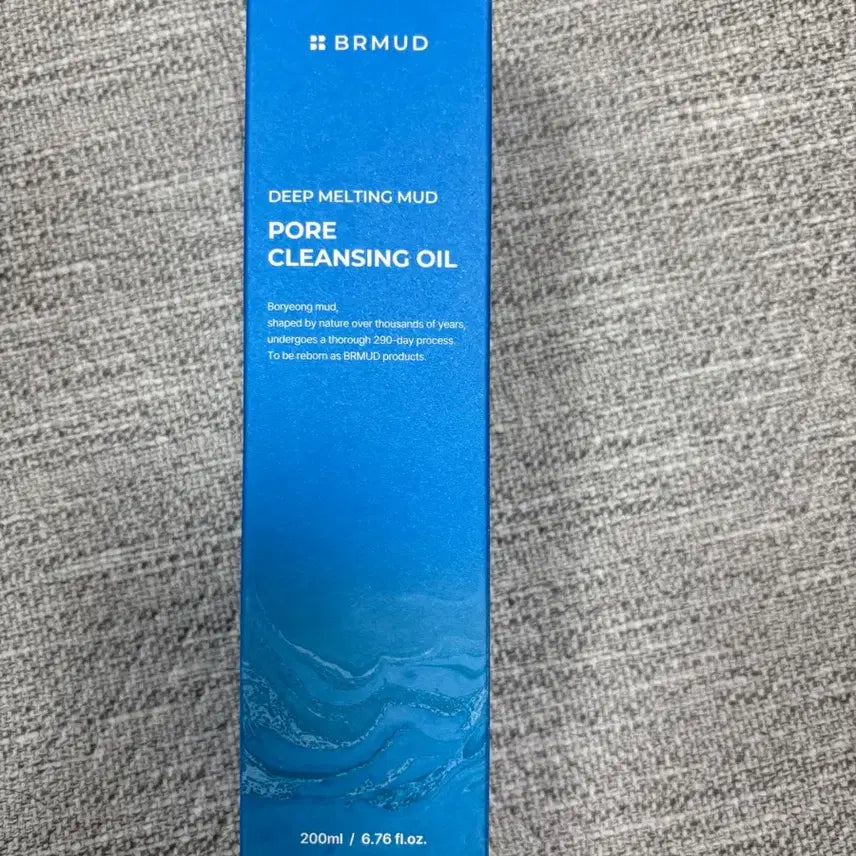 BRMUD
DEEP MELTING MUD
PORE
CLEANSING OIL
Boryeong mud,
shaped by nature over thousands of years,
undergoes a thorough 290-day process.
To be reborn as BRMUD products.
200ml / 6.76 fl.oz.